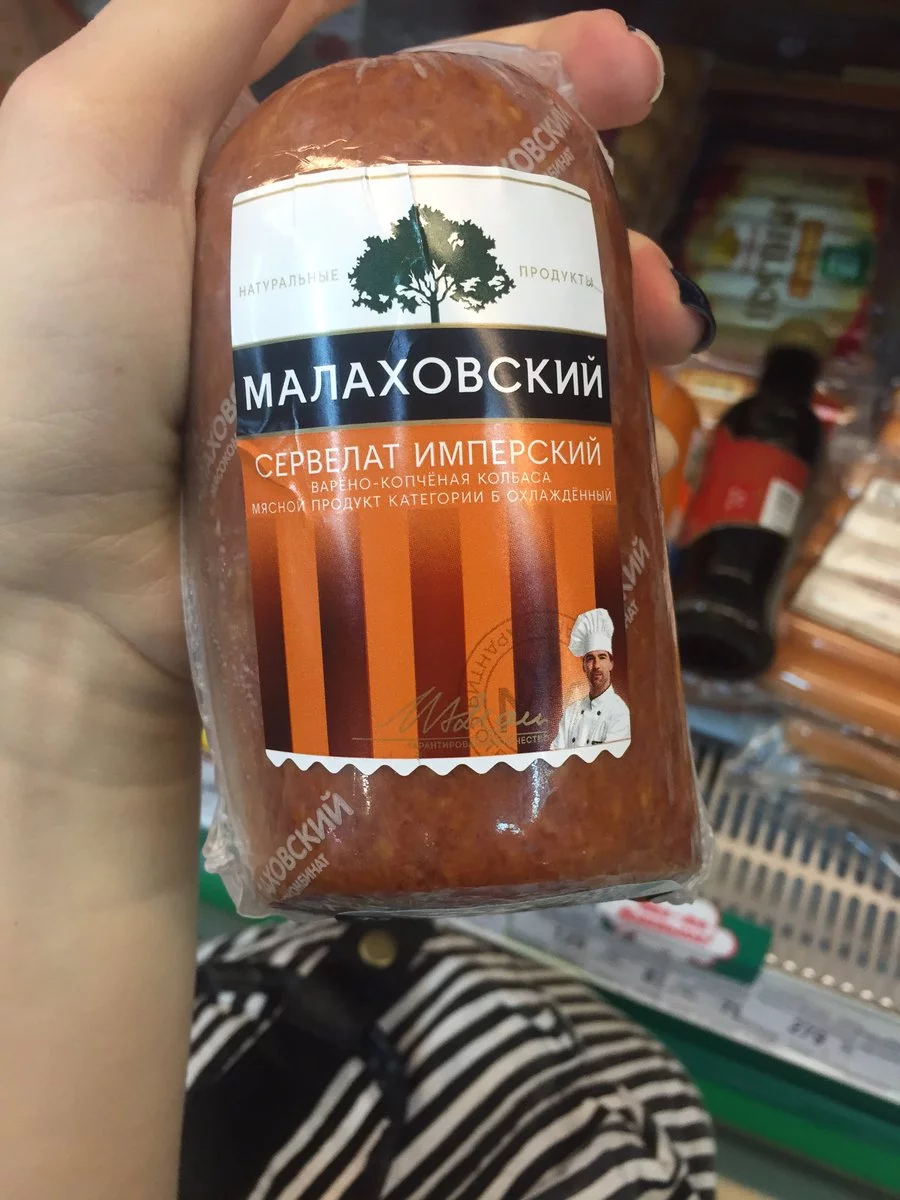 НАТУРАЛЬНЫЕ ПРОДУКТЫ
МАЛАХОВСКИЙ
СЕРВЕЛАТ ИМПЕРСКИЙ
ВАРЁНО-КОПЧЁНАЯ КОЛБАСА
МЯСНОЙ ПРОДУКТ КАТЕГОРИИ Б ОХЛАЖДЁННЫЙ